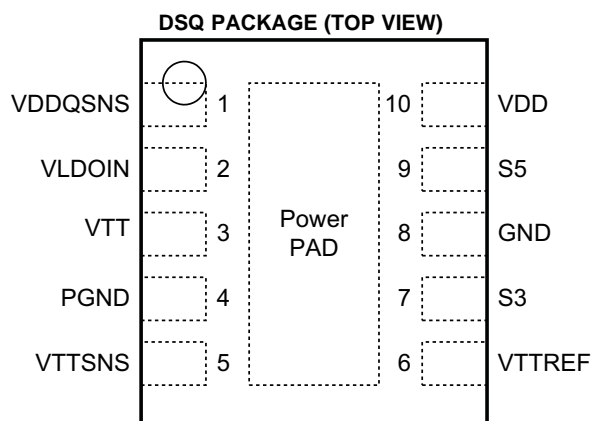 DSQ PACKAGE (TOP VIEW)
VDDQSNS 1 10 VDD
VLDOIN 2 9 S5
VTT 3 Power PAD 8 GND
PGND 4 7 S3
VTTSNS 5 6 VTTREF